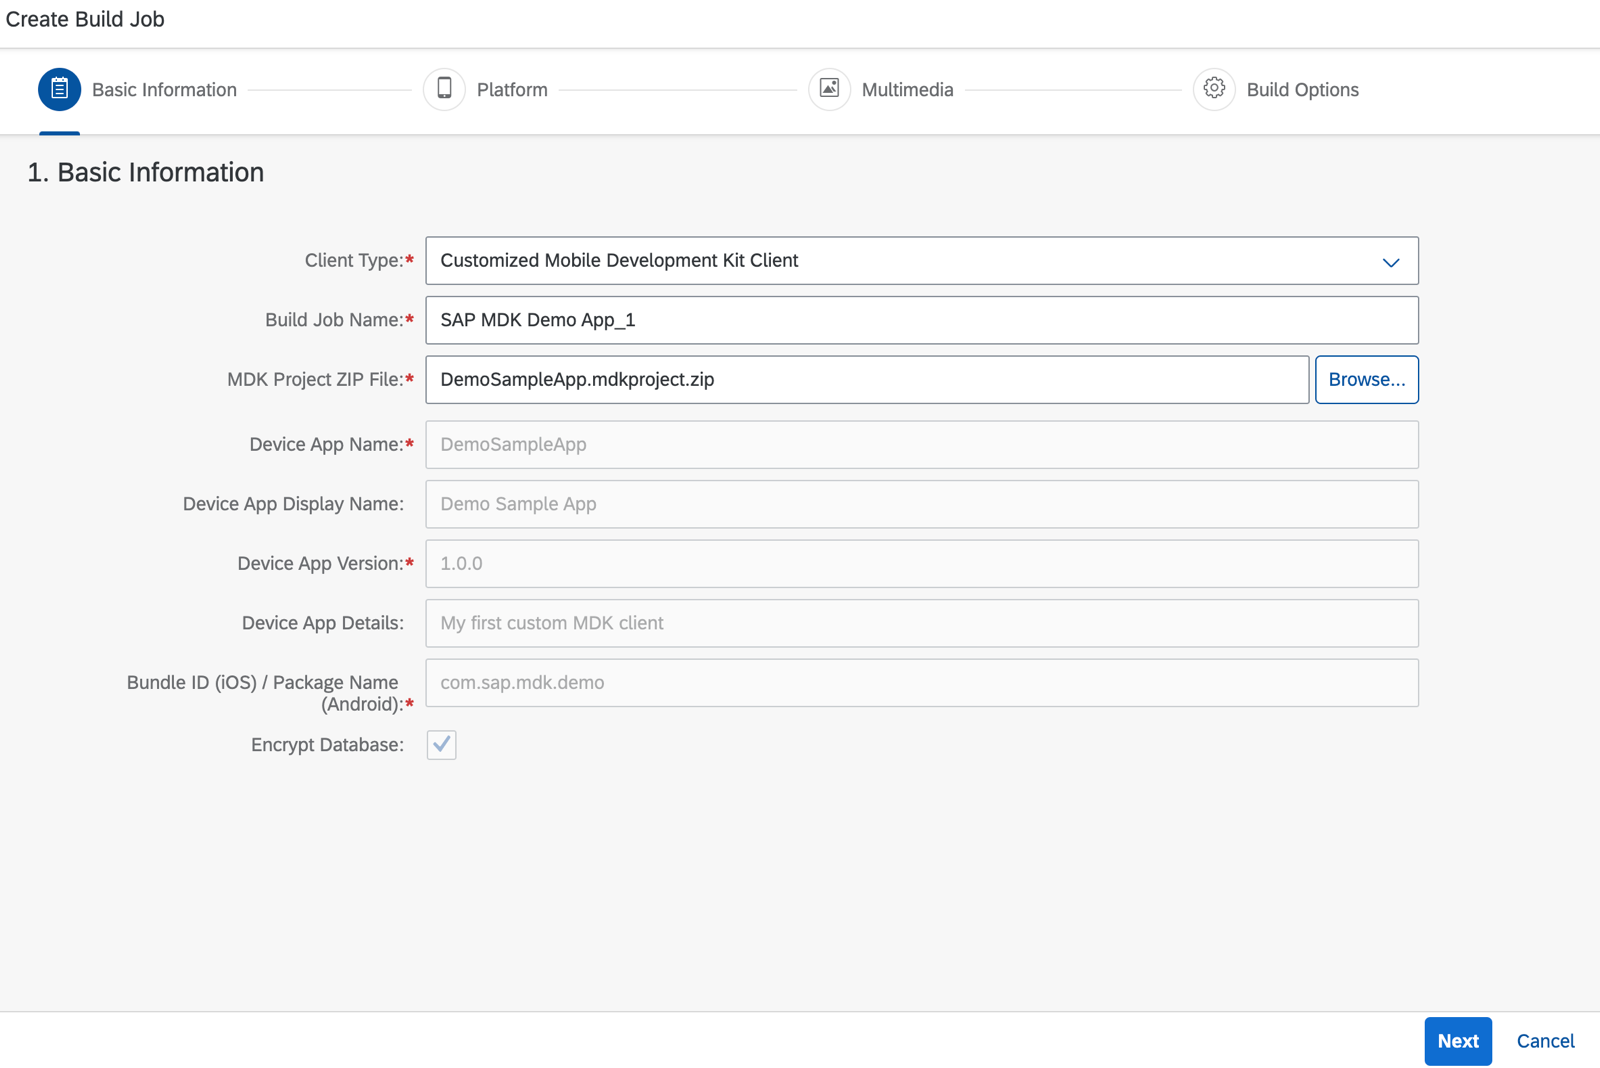 Create Build Job
Basic Information
Platform
Multimedia
Build Options
1. Basic Information
Client Type:*
Customized Mobile Development Kit Client
Build Job Name:*
SAP MDK Demo App_1
MDK Project ZIP File:*
DemoSampleApp.mdkproject.zip
Browse...
Device App Name:*
DemoSampleApp
Device App Display Name:
Demo Sample App
Device App Version:*
1.0.0
Device App Details:
My first custom MDK client
Bundle ID (iOS) / Package Name
(Android):*
com.sap.mdk.demo
Encrypt Database:
Next
Cancel